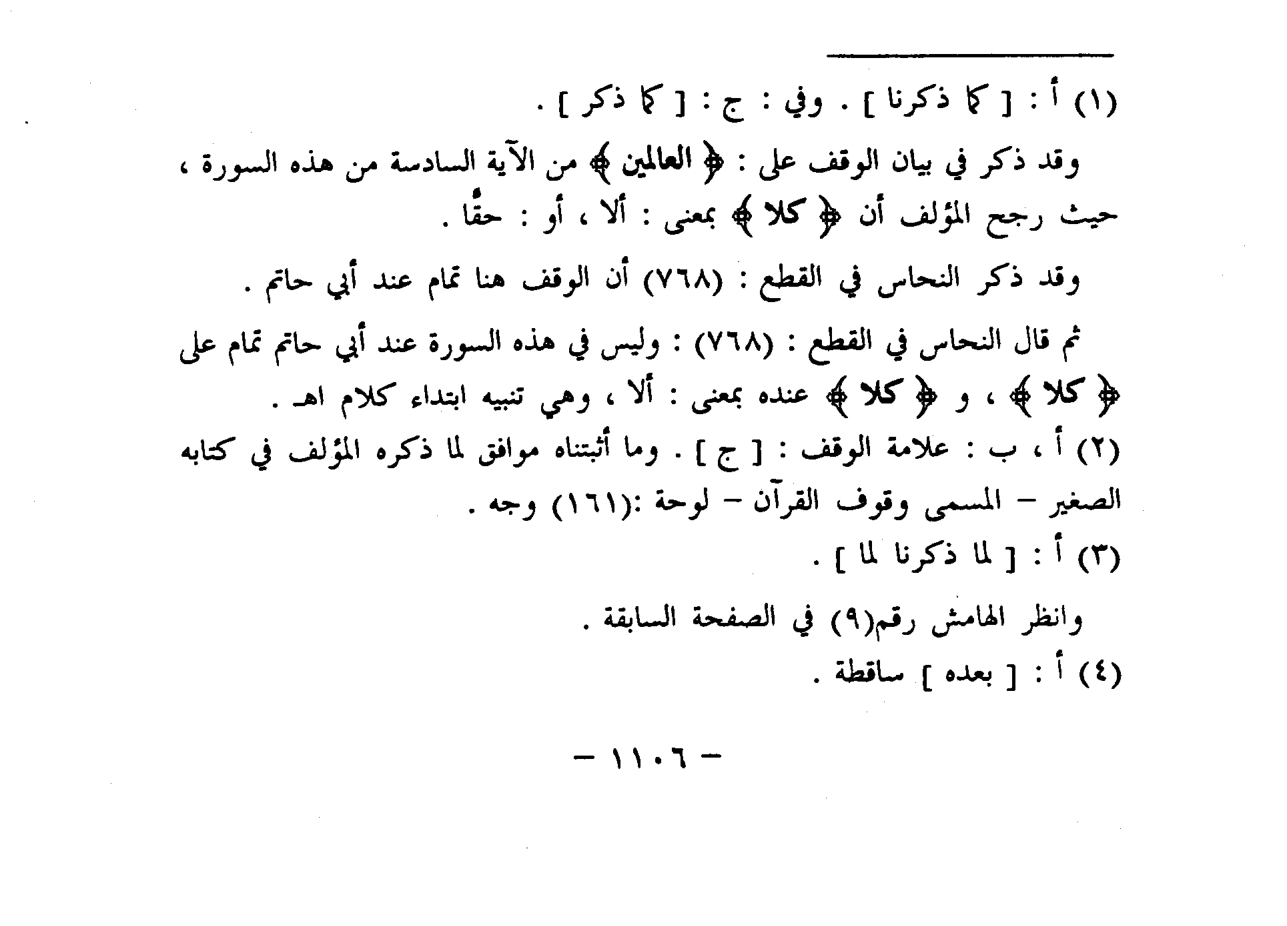 (١) أ : [ كما ذكرنا ] . وفي : ج : [ كما ذكر ] .
وقد ذكر في بيان الوقف على : ﴿ العالمين ﴾ من الآية السادسة من هذه السورة ،
حيث رجح المؤلف أن ﴿ كلا ﴾ بمعنى : ألا ، أو : حقًّا .
وقد ذكر النحاس في القطع : (٧٦٨) أن الوقف هنا تمام عند أبي حاتم .
ثم قال النحاس في القطع : (٧٦٨) : وليس في هذه السورة عند أبي حاتم تمام على
﴿ كلا ﴾ ، و ﴿ كلا ﴾ عنده بمعنى : ألا ، وهي تنبيه ابتداء كلام اهـ .
(٢) أ ، ب : علامة الوقف : [ ج ] . وما أثبتناه موافق لما ذكره المؤلف في كتابه
الصغير – المسمى وقوف القرآن – لوحة :(١٦١) وجه .
(٣) أ : [ لما ذكرنا لما ] .
وانظر الهامش رقم(٩) في الصفحة السابقة .
(٤) أ : [ بعده ] ساقطة .
– ١١٠٦ –